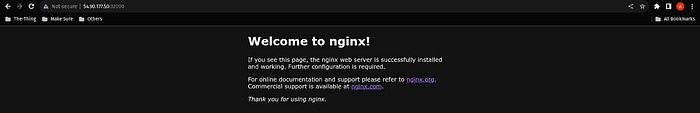 Not secure 54.90.177.50:32000
The-Thing Make Sure Others All Bookmarks
Welcome to nginx!
If you see this page, the nginx web server is successfully installed
and working. Further configuration is required.
For online documentation and support please refer to nginx.org.
Commercial support is available at nginx.com.
Thank you for using nginx.